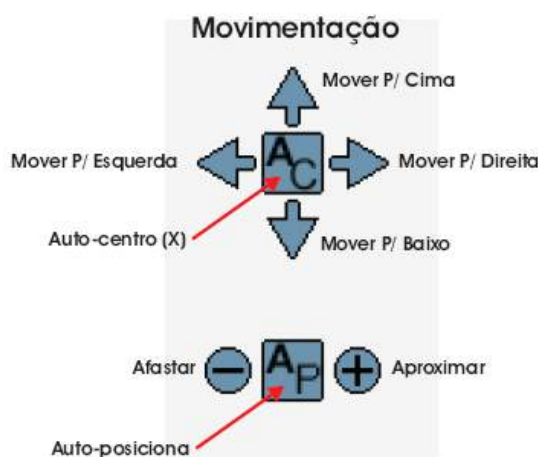 Movimentação
Mover P/ Cima
Mover P/ Esquerda
AC
Mover P/ Direita
Auto-centro (X)
Mover P/ Baixo
Afastar
AP
Aproximar
Auto-posiciona